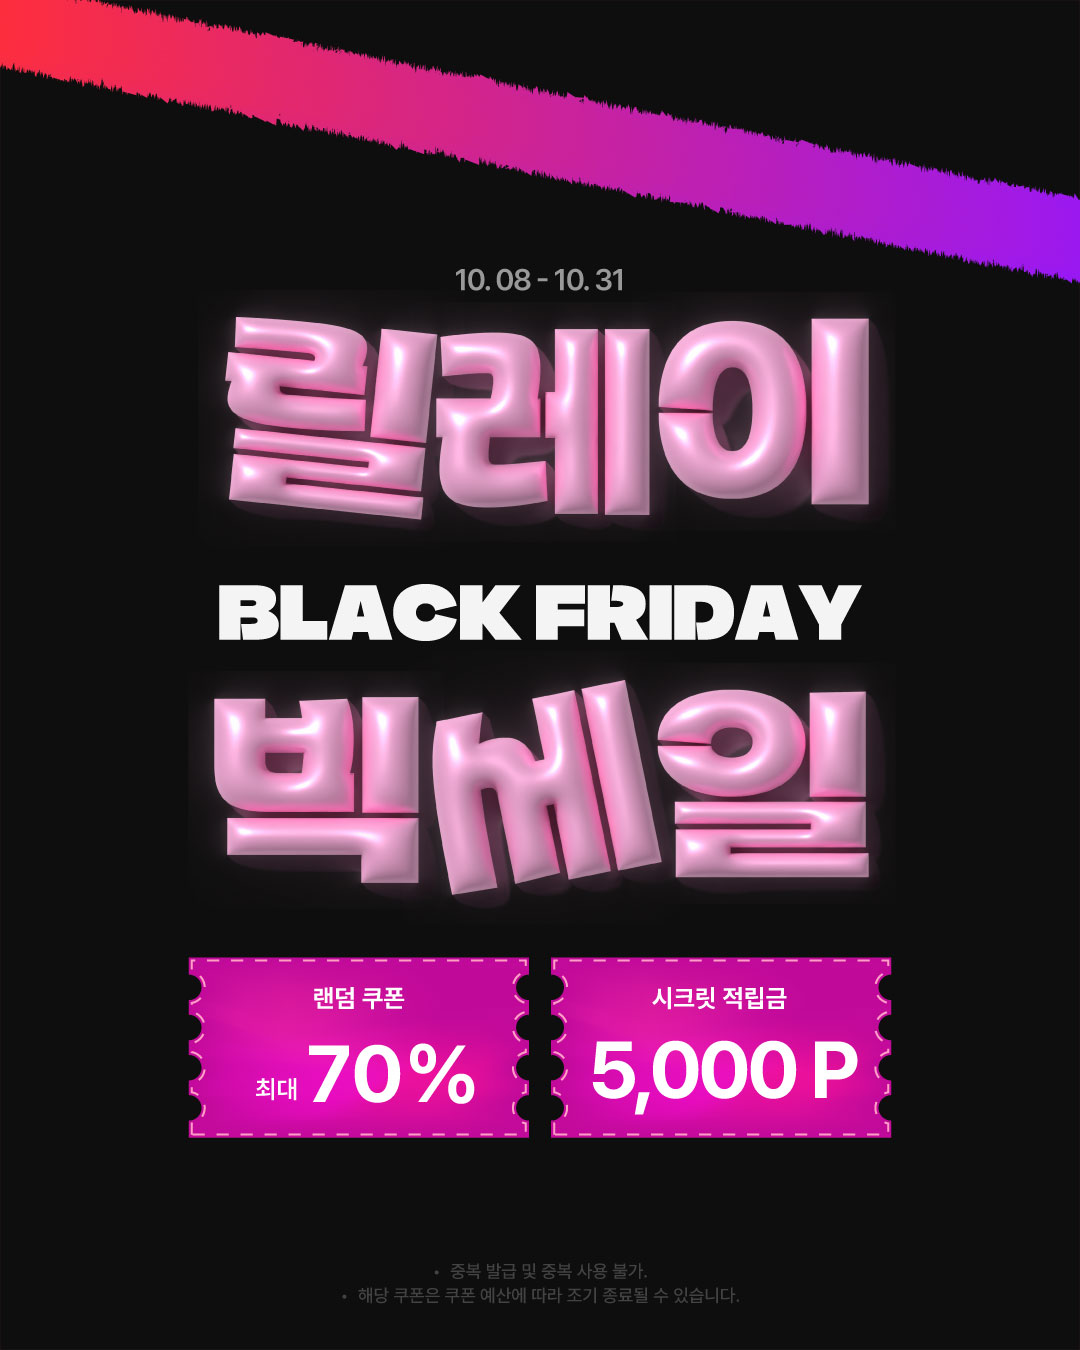 10. 08 - 10. 31
릴레이
BLACK FRIDAY
빅세일
랜덤 쿠폰
최대 70%
시크릿 적립금
5,000 P
• 중복 발급 및 중복 사용 불가.
• 해당 쿠폰은 쿠폰 예산에 따라 조기 종료될 수 있습니다.